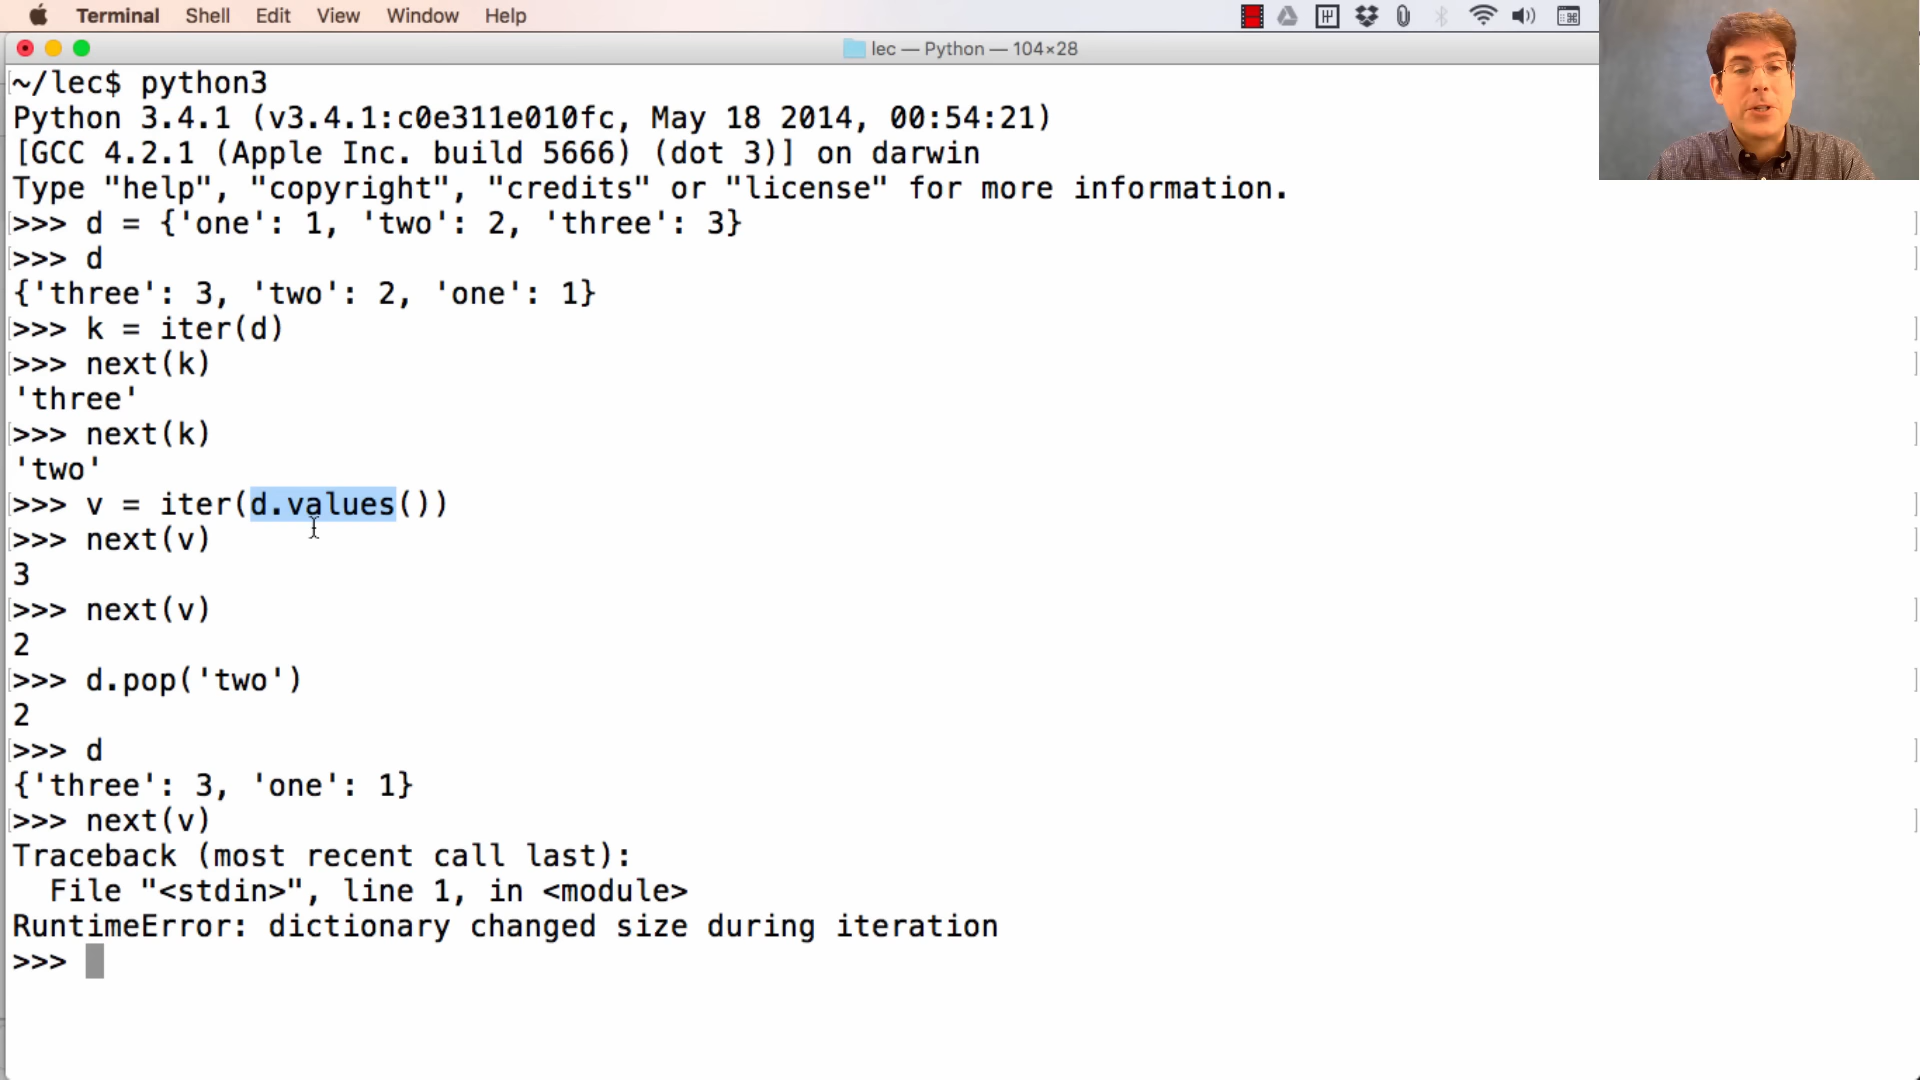 Terminal Shell Edit View Window Help
lec — Python — 104×28
~/lec$ python3
Python 3.4.1 (v3.4.1:c0e311e010fc, May 18 2014, 00:54:21)
[GCC 4.2.1 (Apple Inc. build 5666) (dot 3)] on darwin
Type "help", "copyright", "credits" or "license" for more information.
>>> d = {'one': 1, 'two': 2, 'three': 3}
>>> d
{'three': 3, 'two': 2, 'one': 1}
>>> k = iter(d)
>>> next(k)
'three'
>>> next(k)
'two'
>>> v = iter(d.values())
>>> next(v)
3
>>> next(v)
2
>>> d.pop('two')
2
>>> d
{'three': 3, 'one': 1}
>>> next(v)
Traceback (most recent call last):
  File "<stdin>", line 1, in <module>
RuntimeError: dictionary changed size during iteration
>>>